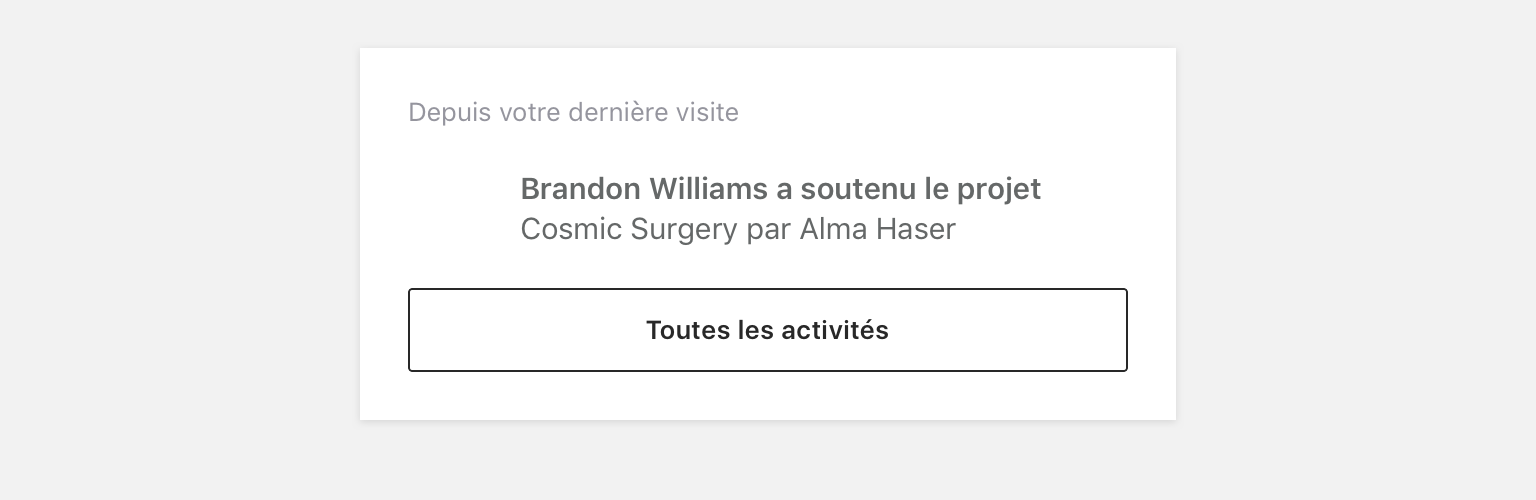 Depuis votre dernière visite
Brandon Williams a soutenu le projet
Cosmic Surgery par Alma Haser
Toutes les activités